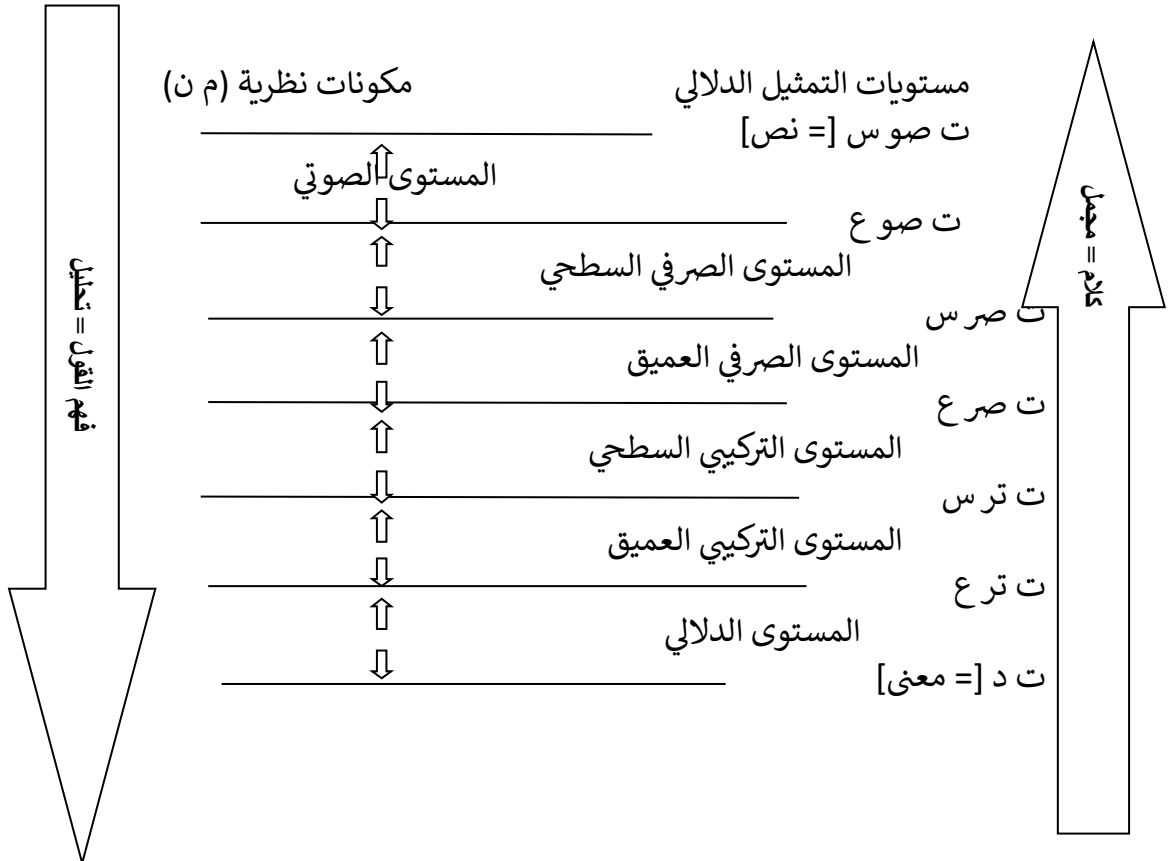 مستويات التمثيل الدلالي
مكونات نظرية (م ن)
ت صو س [= نص]
المستوى الصوتي
ت صو ع
المستوى الصرفي السطحي
ت صر س
المستوى الصرفي العميق
ت صر ع
المستوى التركيبي السطحي
ت تر س
المستوى التركيبي العميق
ت تر ع
المستوى الدلالي
ت د [= معنى]
كلام = مجمل
فهم القول = تحليل